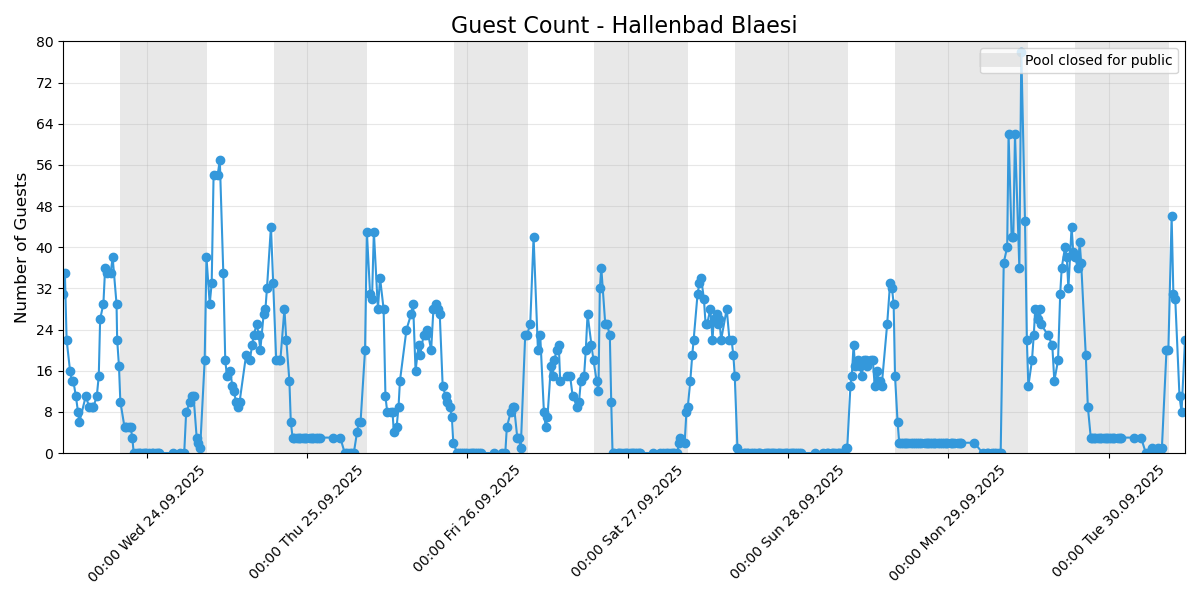 Guest Count - Hallenbad Blaesi
Number of Guests
80
72
64
56
48
40
32
24
16
8
0
Pool closed for public
00:00 Wed 24.09.2025
00:00 Thu 25.09.2025
00:00 Fri 26.09.2025
00:00 Sat 27.09.2025
00:00 Sun 28.09.2025
00:00 Mon 29.09.2025
00:00 Tue 30.09.2025